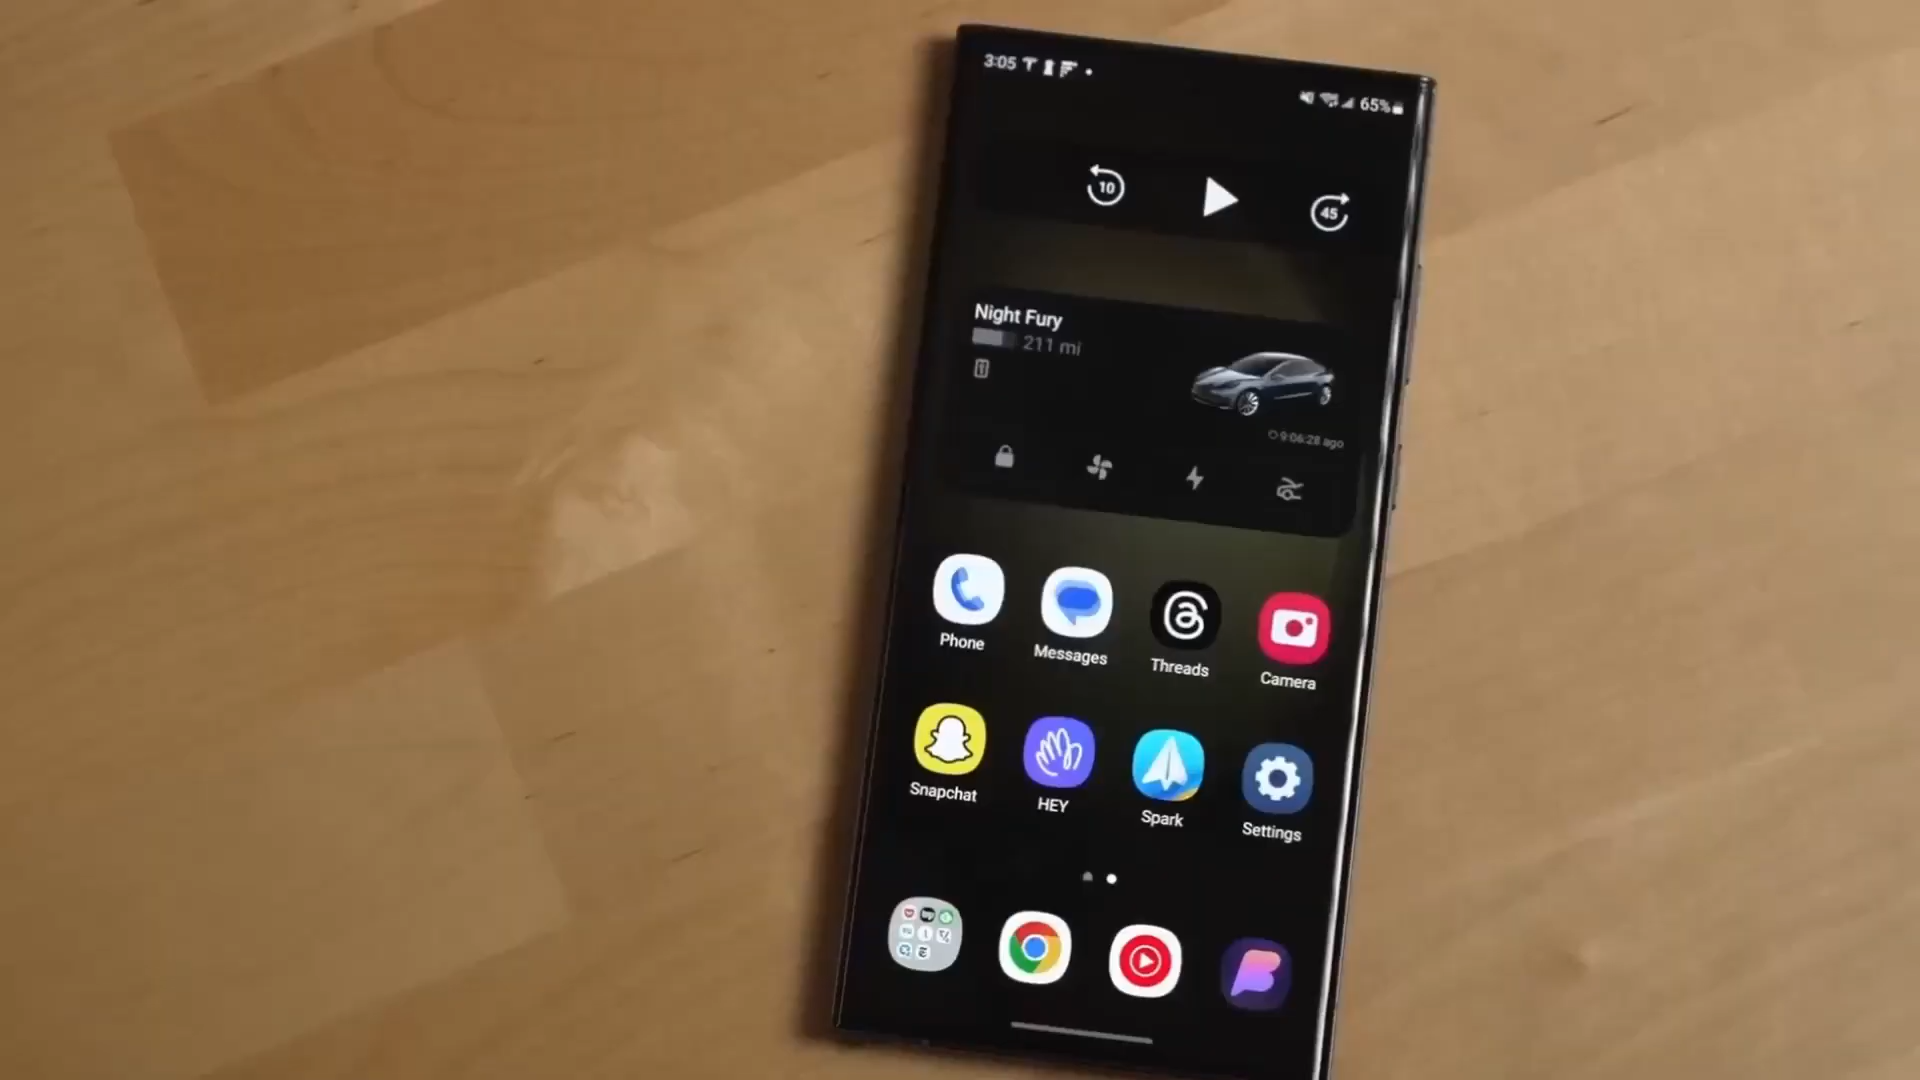 3:05
65%
10
45
Night Fury
211 mi
9:06:28 ago
Phone
Messages
Threads
Camera
Snapchat
HEY
Spark
Settings